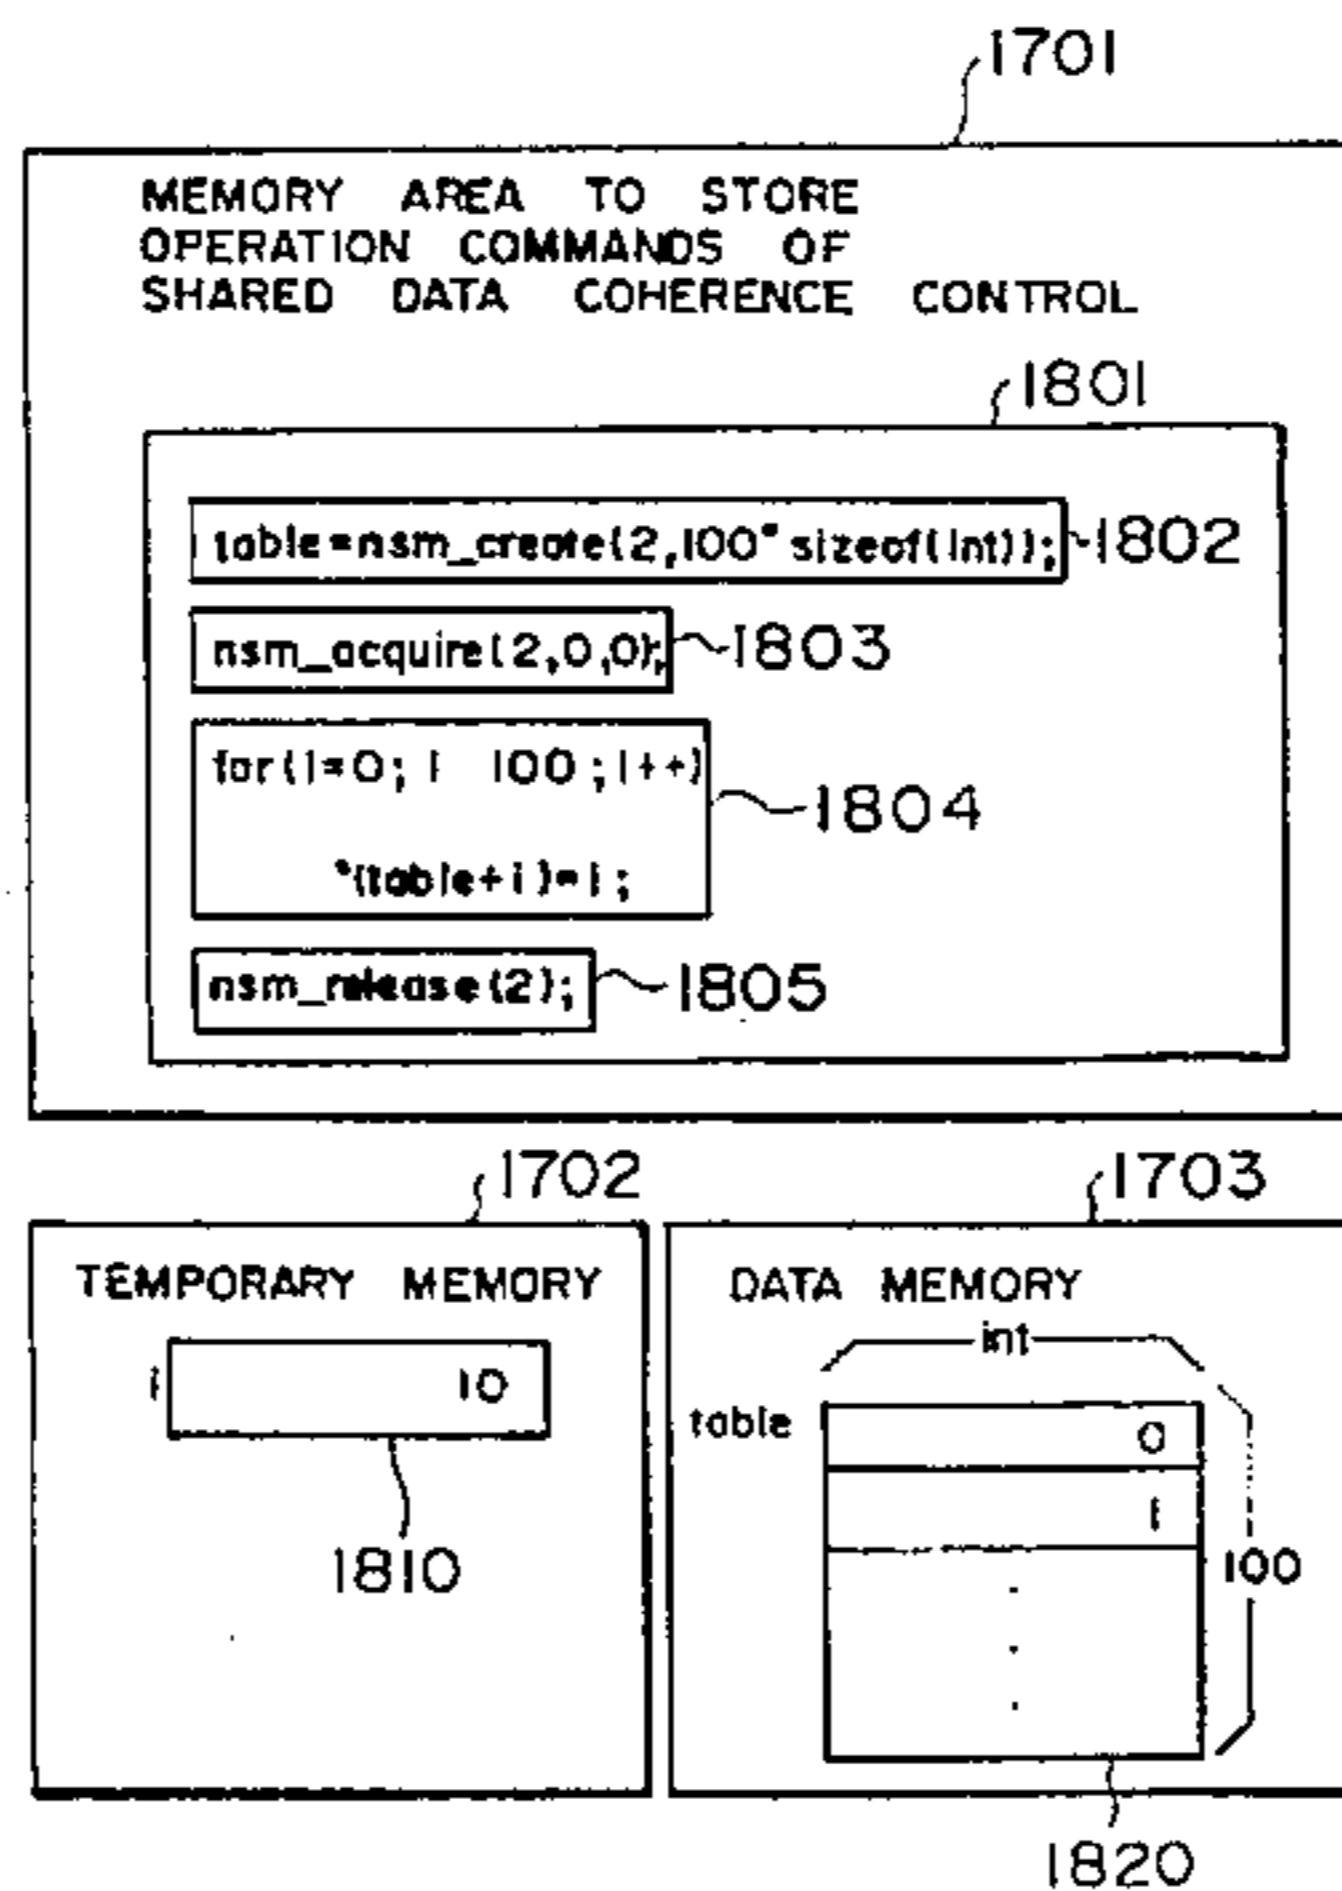 1701
MEMORY AREA TO STORE
OPERATION COMMANDS OF
SHARED DATA COHERENCE CONTROL
1801
table=nsm_create(2,100*sizeof(int));
1802
nsm_acquire(2,0,0);
1803
for(i=0; i 100;i++)
1804
*(table+i)=i;
nsm_release(2);
1805
1702
1703
TEMPORARY MEMORY
DATA MEMORY
int
i 10
table
0
1
100
1810
1820